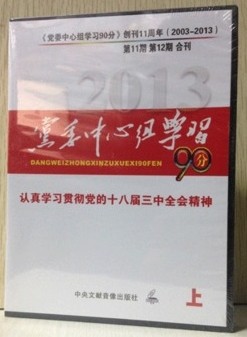 《党委中心组学习90分》创刊11周年（2003-2013）
第11期 第12期 合刊
2013
党委中心组学习
DANGWEIZHONGXINZUXUEXI90FEN
90分
认真学习贯彻党的十八届三中全会精神
中央文献音像出版社
上